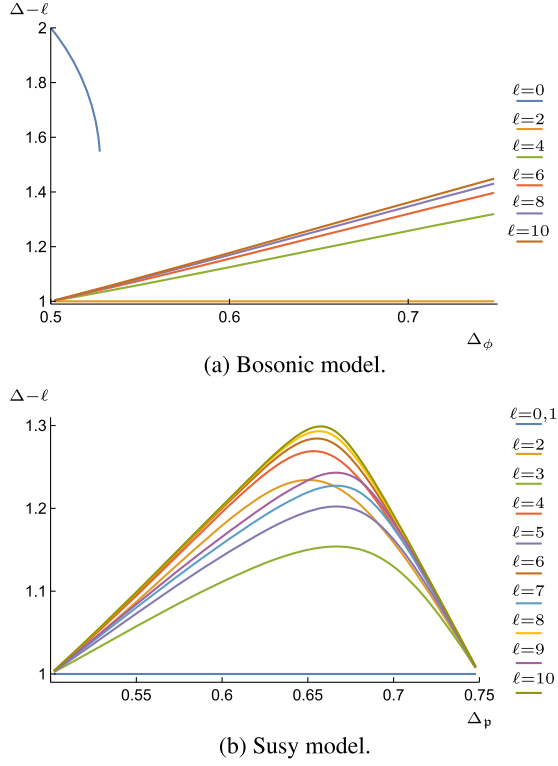 Δ−ℓ
2
1.8
1.6
1.4
1.2
1
0.5 0.6 0.7
Δϕ
ℓ=0
ℓ=2
ℓ=4
ℓ=6
ℓ=8
ℓ=10
(a) Bosonic model.
Δ−ℓ
1.3
1.2
1.1
1
0.55 0.6 0.65 0.7 0.75
Δ𝔭
ℓ=0,1
ℓ=2
ℓ=3
ℓ=4
ℓ=5
ℓ=6
ℓ=7
ℓ=8
ℓ=9
ℓ=10
(b) Susy model.